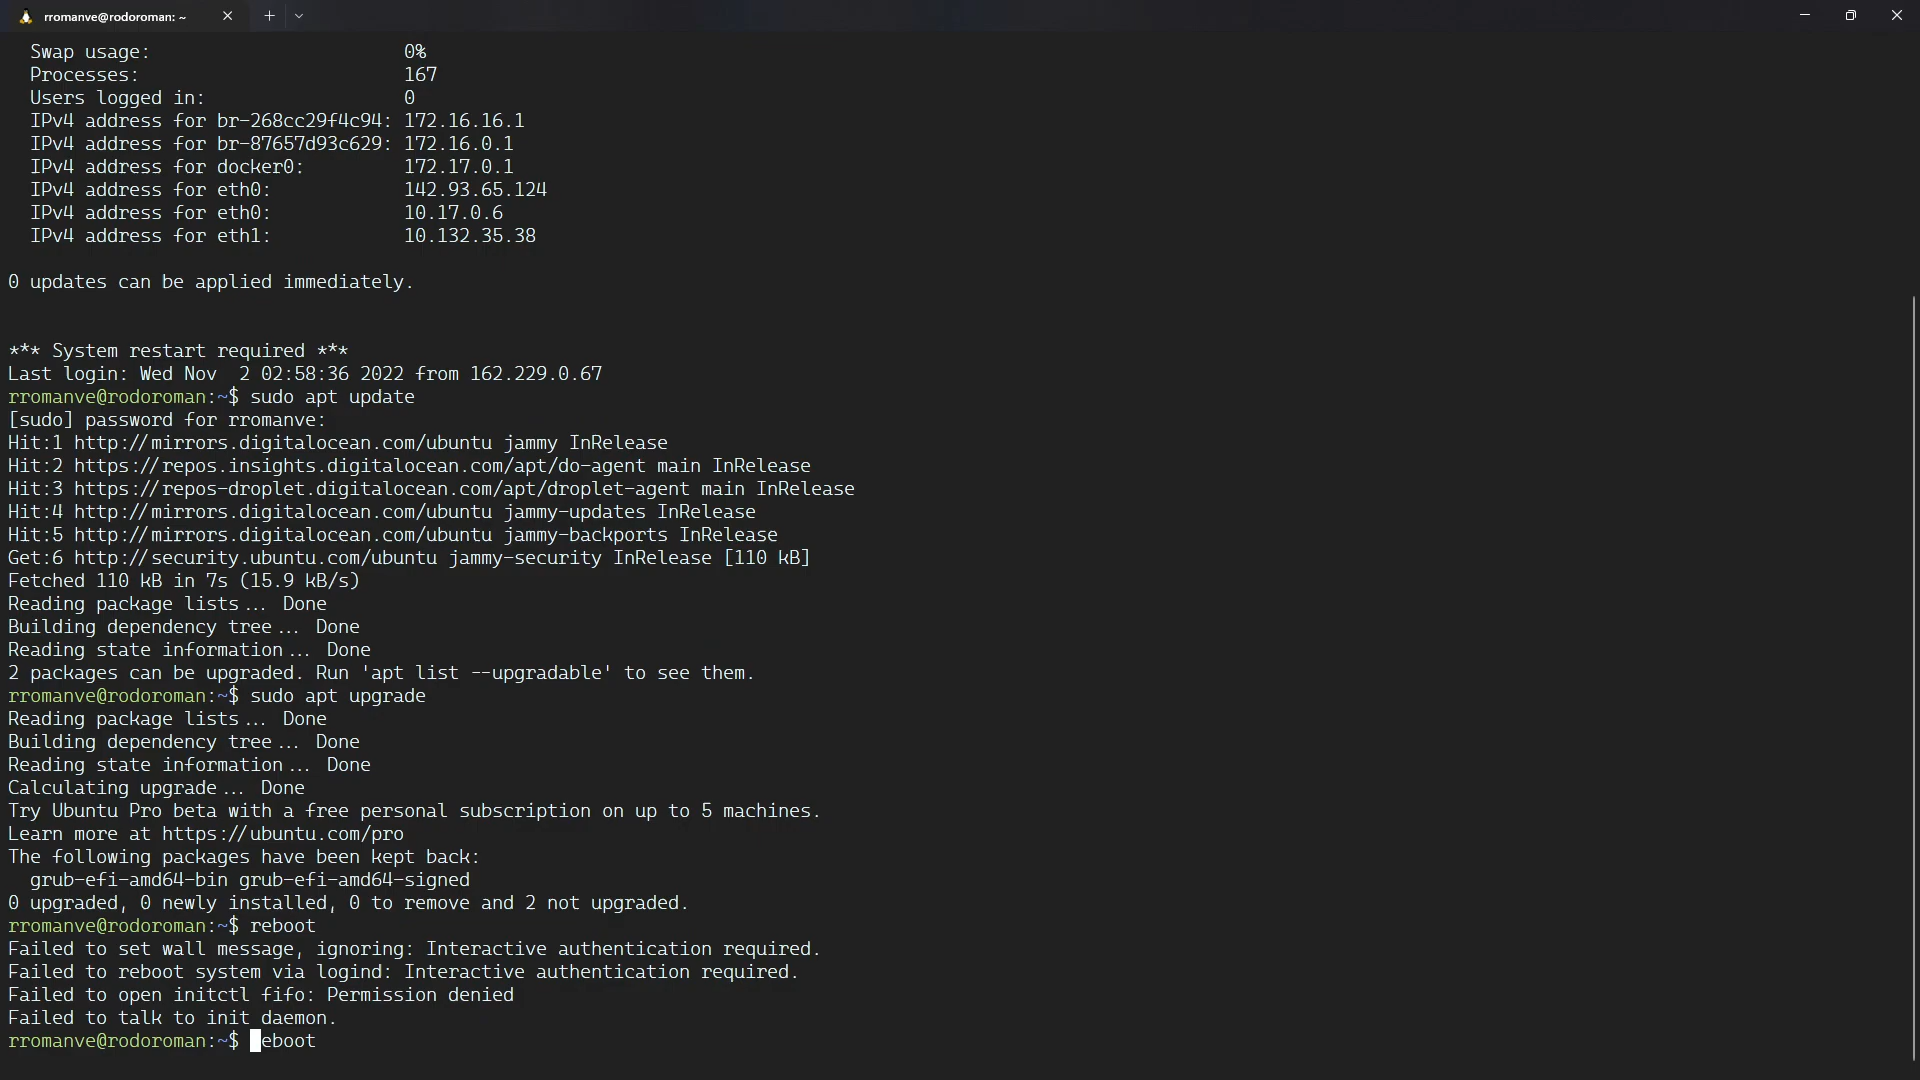 rromanve@rodoroman: ~
Swap usage: 0%
Processes: 167
Users logged in: 0
IPv4 address for br-268cc29f4c94: 172.16.16.1
IPv4 address for br-87657d93c629: 172.16.0.1
IPv4 address for docker0: 172.17.0.1
IPv4 address for eth0: 142.93.65.124
IPv4 address for eth0: 10.17.0.6
IPv4 address for eth1: 10.132.35.38
0 updates can be applied immediately.
*** System restart required ***
Last login: Wed Nov  2 02:58:36 2022 from 162.229.0.67
rromanve@rodoroman:~$ sudo apt update
[sudo] password for rromanve:
Hit:1 http://mirrors.digitalocean.com/ubuntu jammy InRelease
Hit:2 https://repos.insights.digitalocean.com/apt/do-agent main InRelease
Hit:3 https://repos-droplet.digitalocean.com/apt/droplet-agent main InRelease
Hit:4 http://mirrors.digitalocean.com/ubuntu jammy-updates InRelease
Hit:5 http://mirrors.digitalocean.com/ubuntu jammy-backports InRelease
Get:6 http://security.ubuntu.com/ubuntu jammy-security InRelease [110 kB]
Fetched 110 kB in 7s (15.9 kB/s)
Reading package lists... Done
Building dependency tree... Done
Reading state information... Done
2 packages can be upgraded. Run 'apt list --upgradable' to see them.
rromanve@rodoroman:~$ sudo apt upgrade
Reading package lists... Done
Building dependency tree... Done
Reading state information... Done
Calculating upgrade... Done
Try Ubuntu Pro beta with a free personal subscription on up to 5 machines.
Learn more at https://ubuntu.com/pro
The following packages have been kept back:
grub-efi-amd64-bin grub-efi-amd64-signed
0 upgraded, 0 newly installed, 0 to remove and 2 not upgraded.
rromanve@rodoroman:~$ reboot
Failed to set wall message, ignoring: Interactive authentication required.
Failed to reboot system via logind: Interactive authentication required.
Failed to open initctl fifo: Permission denied
Failed to talk to init daemon.
rromanve@rodoroman:~$ eboot